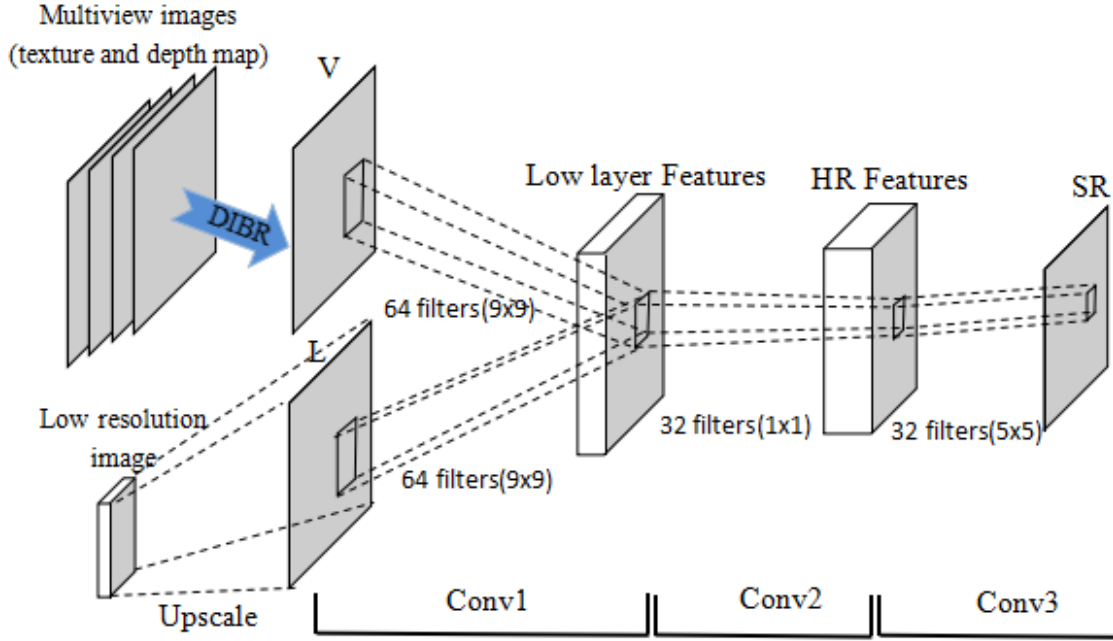 Multiview images
(texture and depth map)
V
DIBR
Low layer Features
HR Features
SR
64 filters(9x9)
L
Low resolution
image
32 filters(1x1)
32 filters(5x5)
64 filters(9x9)
Upscale
Conv1
Conv2
Conv3